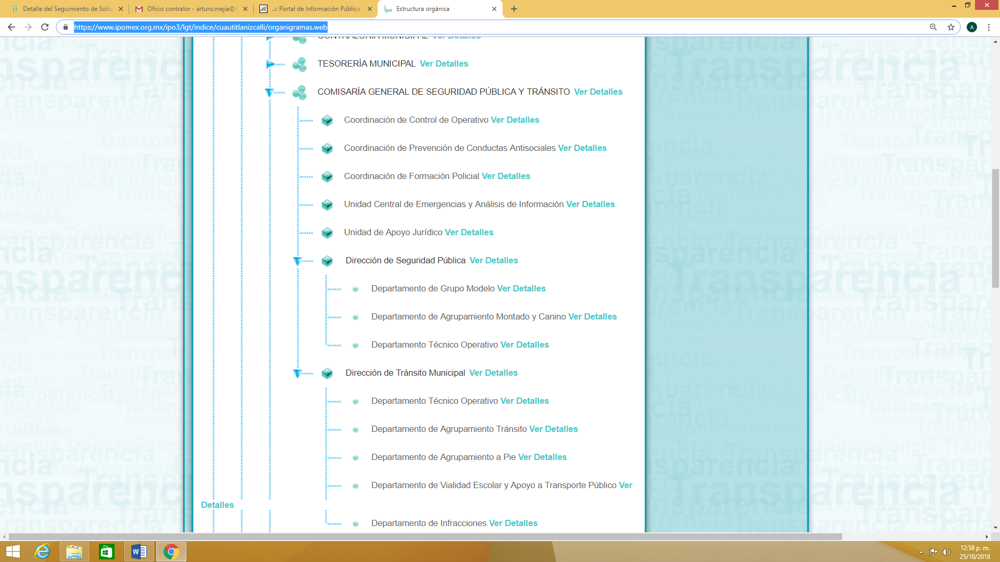 Detalle del Seguimiento de Solici
Oficio contralor - arturo.mejia@i
..:: Portal de Información Pública
Estructura orgánica
https://www.ipomex.org.mx/ipo3/lgt/indice/cuautitlanizcalli/organigramas.web
A
CONTRALORÍA MUNICIPAL Ver Detalles
TESORERÍA MUNICIPAL Ver Detalles
COMISARÍA GENERAL DE SEGURIDAD PÚBLICA Y TRÁNSITO Ver Detalles
Coordinación de Control de Operativo Ver Detalles
Coordinación de Prevención de Conductas Antisociales Ver Detalles
Coordinación de Formación Policial Ver Detalles
Unidad Central de Emergencias y Análisis de Información Ver Detalles
Unidad de Apoyo Jurídico Ver Detalles
Dirección de Seguridad Pública Ver Detalles
Departamento de Grupo Modelo Ver Detalles
Departamento de Agrupamiento Montado y Canino Ver Detalles
Departamento Técnico Operativo Ver Detalles
Dirección de Tránsito Municipal Ver Detalles
Departamento Técnico Operativo Ver Detalles
Departamento de Agrupamiento Tránsito Ver Detalles
Departamento de Agrupamiento a Pie Ver Detalles
Departamento de Vialidad Escolar y Apoyo a Transporte Público Ver
Detalles
Departamento de Infracciones Ver Detalles
12:58 p. m.
25/10/2018